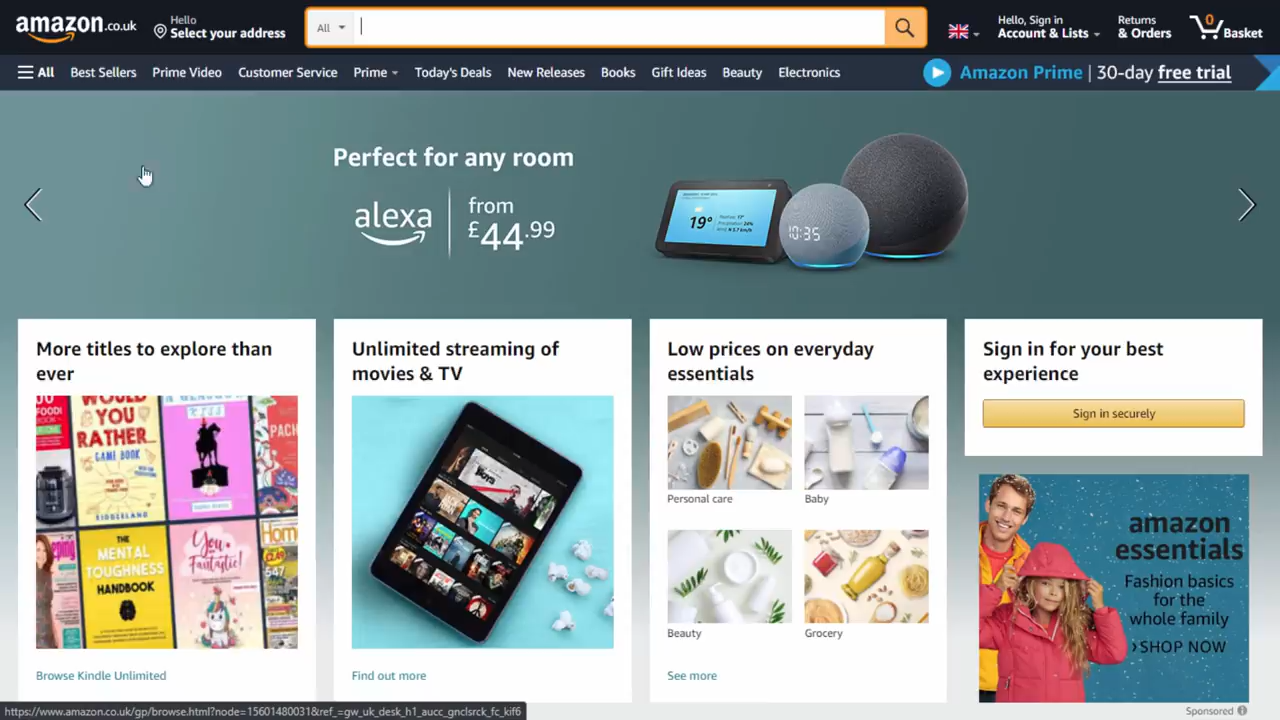 amazon.co.uk
Hello
Select your address
All
Hello, Sign in
Account & Lists
Returns
& Orders
0
Basket
All
Best Sellers
Prime Video
Customer Service
Prime
Today's Deals
New Releases
Books
Gift Ideas
Beauty
Electronics
Amazon Prime | 30-day free trial
Perfect for any room
alexa
from
£44.99
19°
10:35
More titles to explore than
ever
WOULD
YOU
RATHER...
GAME BOOK
RIDDLELAND
THE
MENTAL
TOUGHNESS
HANDBOOK
You're
Fantastic!
Browse Kindle Unlimited
Unlimited streaming of
movies & TV
Find out more
Low prices on everyday
essentials
Personal care
Baby
Beauty
Grocery
See more
Sign in for your best
experience
Sign in securely
amazon
essentials
Fashion basics
for the
whole family
›SHOP NOW
Sponsored
https://www.amazon.co.uk/gp/browse.html?node=15601480031&ref_=gw_uk_desk_h1_aucc_gnclsrck_fc_kif6